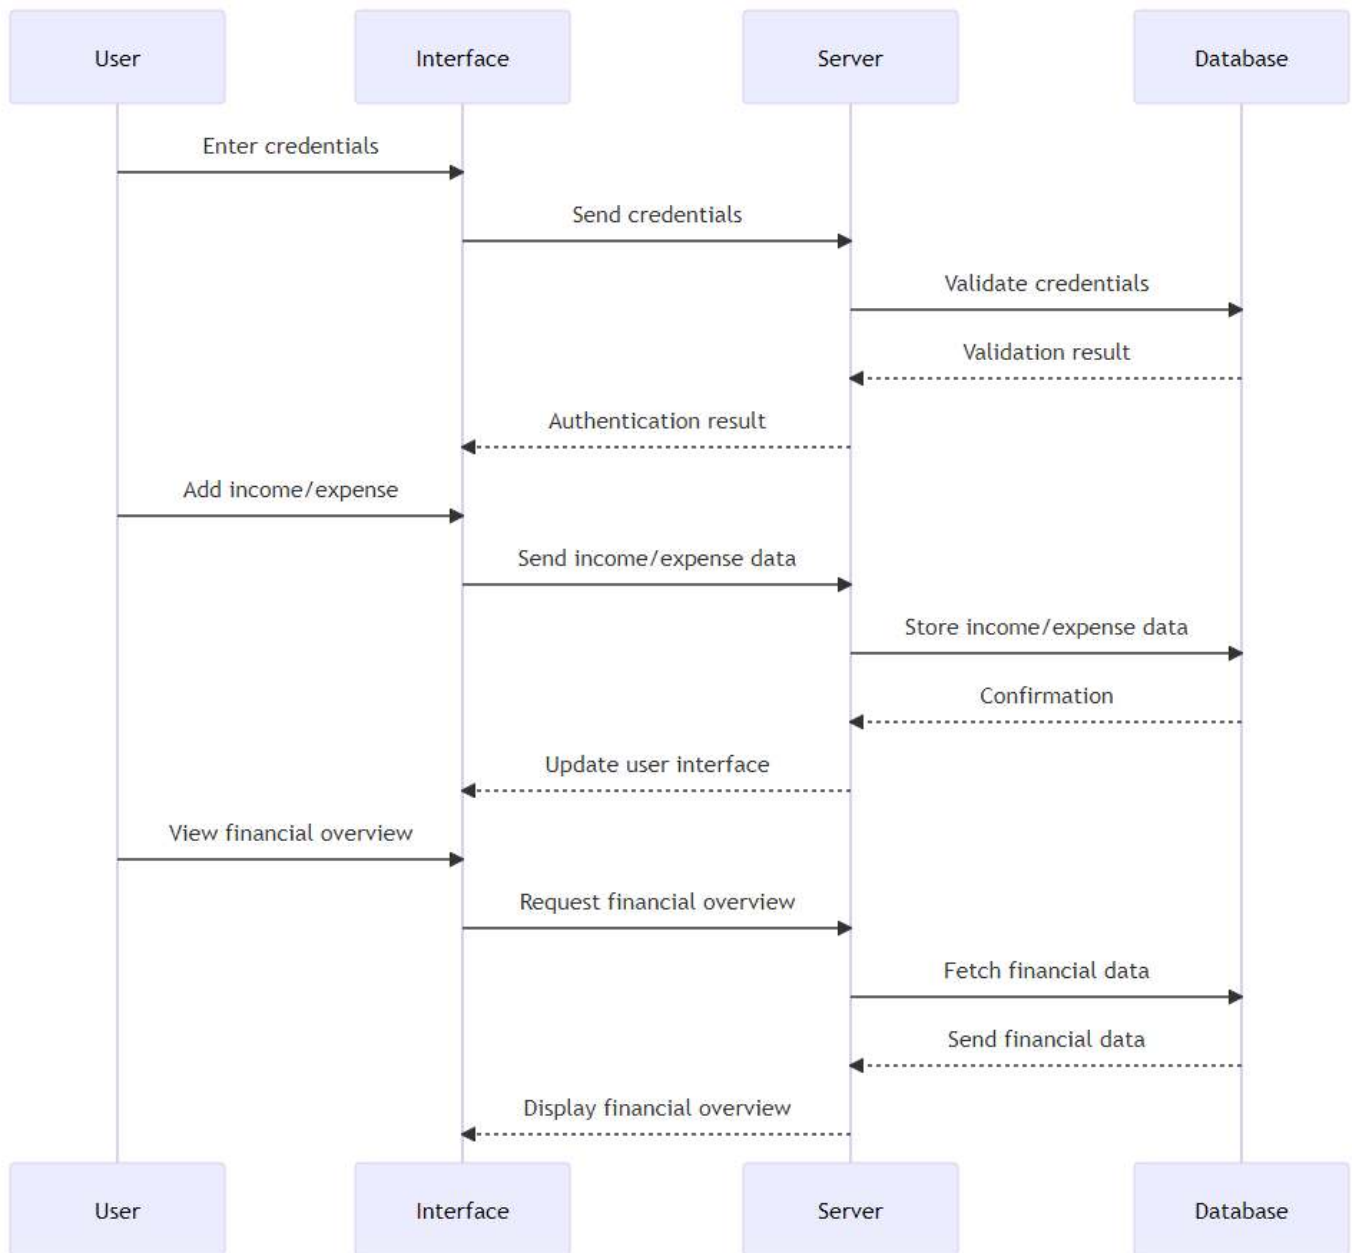 User
Interface
Server
Database
Enter credentials
Send credentials
Validate credentials
Validation result
Authentication result
Add income/expense
Send income/expense data
Store income/expense data
Confirmation
Update user interface
View financial overview
Request financial overview
Fetch financial data
Send financial data
Display financial overview
User
Interface
Server
Database